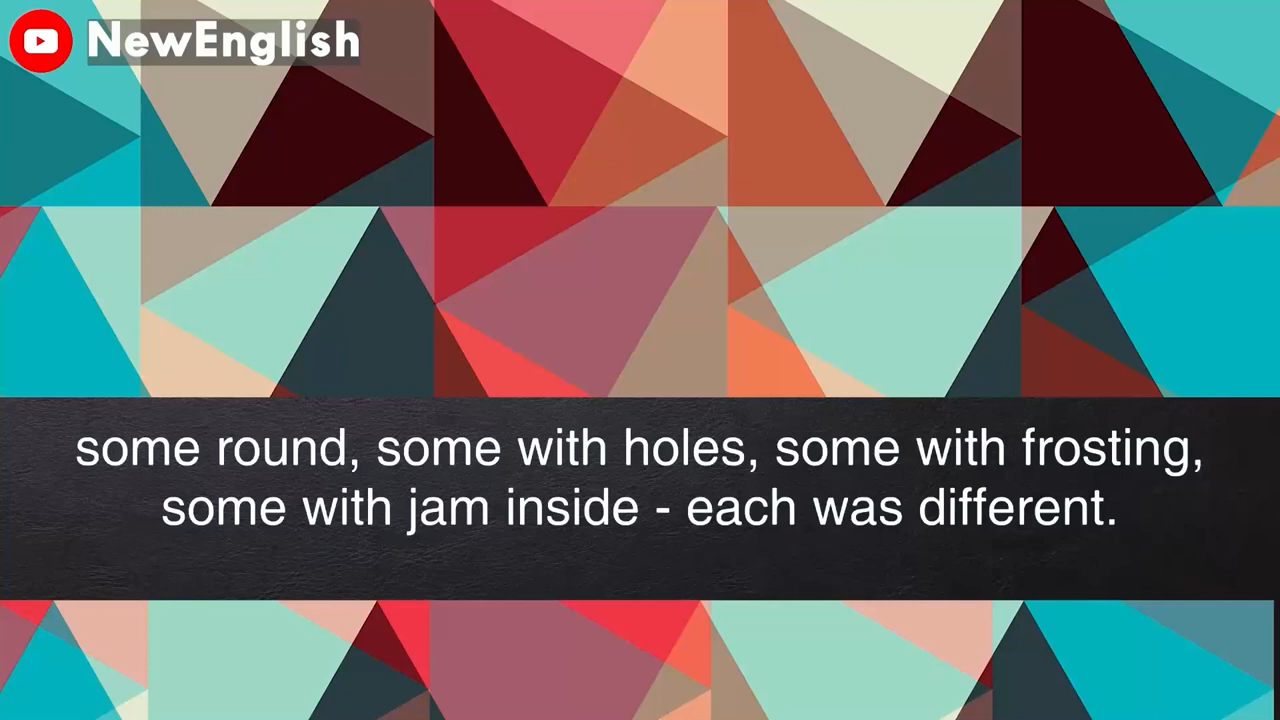 NewEnglish
some round, some with holes, some with frosting,
some with jam inside - each was different.